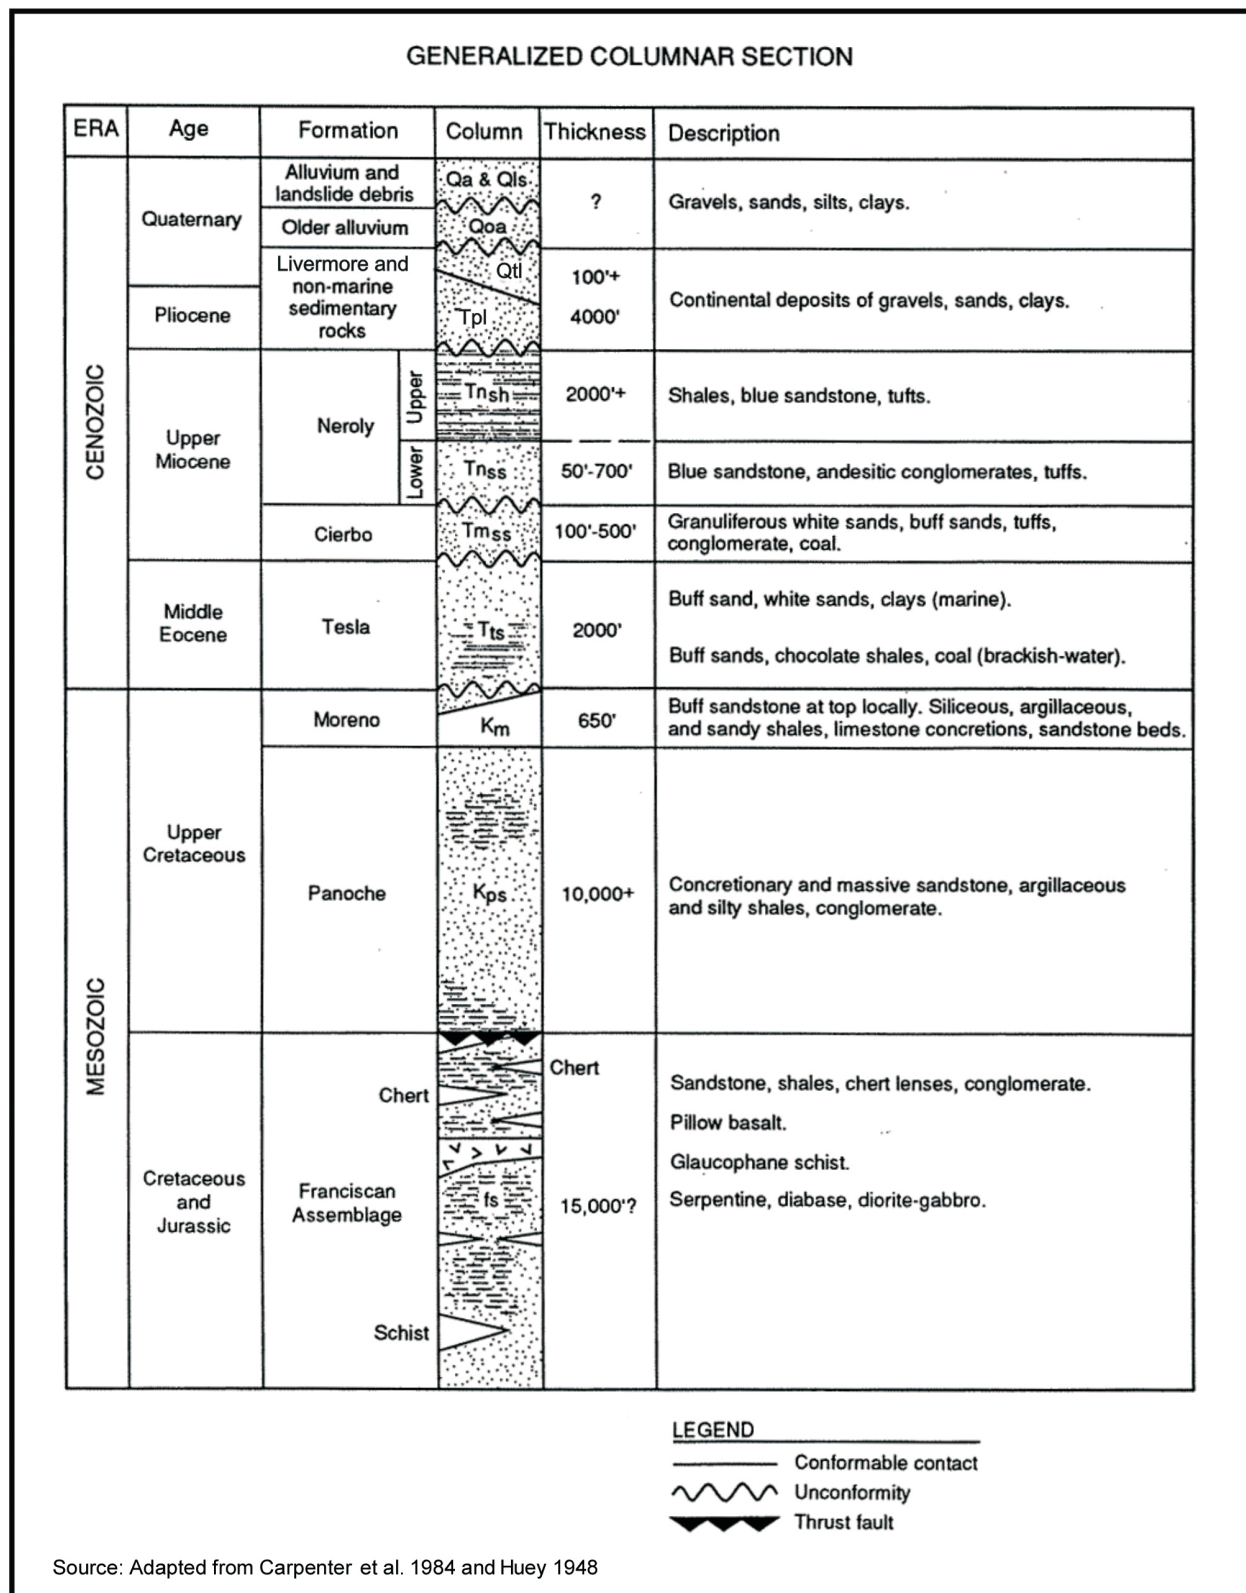 GENERALIZED COLUMNAR SECTION
ERA
Age
Formation
Column
Thickness
Description
CENOZOIC
Quaternary
Alluvium and
landslide debris
Qa & Qls
?
Gravels, sands, silts, clays.
Older alluvium
Qoa
Livermore and
non-marine
sedimentary
rocks
Qtl
100'+
Continental deposits of gravels, sands, clays.
Pliocene
Tpl
4000'
Upper
Miocene
Neroly
Upper
Tnsh
2000'+
Shales, blue sandstone, tufts.
Lower
Tnss
50'-700'
Blue sandstone, andesitic conglomerates, tuffs.
Cierbo
Tmss
100'-500'
Granuliferous white sands, buff sands, tuffs,
conglomerate, coal.
Middle
Eocene
Tesla
Tts
2000'
Buff sand, white sands, clays (marine).
Buff sands, chocolate shales, coal (brackish-water).
MESOZOIC
Upper
Cretaceous
Moreno
Km
650'
Buff sandstone at top locally. Siliceous, argillaceous,
and sandy shales, limestone concretions, sandstone beds.
Panoche
Kps
10,000+
Concretionary and massive sandstone, argillaceous
and silty shales, conglomerate.
Cretaceous
and
Jurassic
Franciscan
Assemblage
Chert
Chert
fs
Schist
15,000'?
Sandstone, shales, chert lenses, conglomerate.
Pillow basalt.
Glaucophane schist.
Serpentine, diabase, diorite-gabbro.
LEGEND
Conformable contact
Unconformity
Thrust fault
Source: Adapted from Carpenter et al. 1984 and Huey 1948